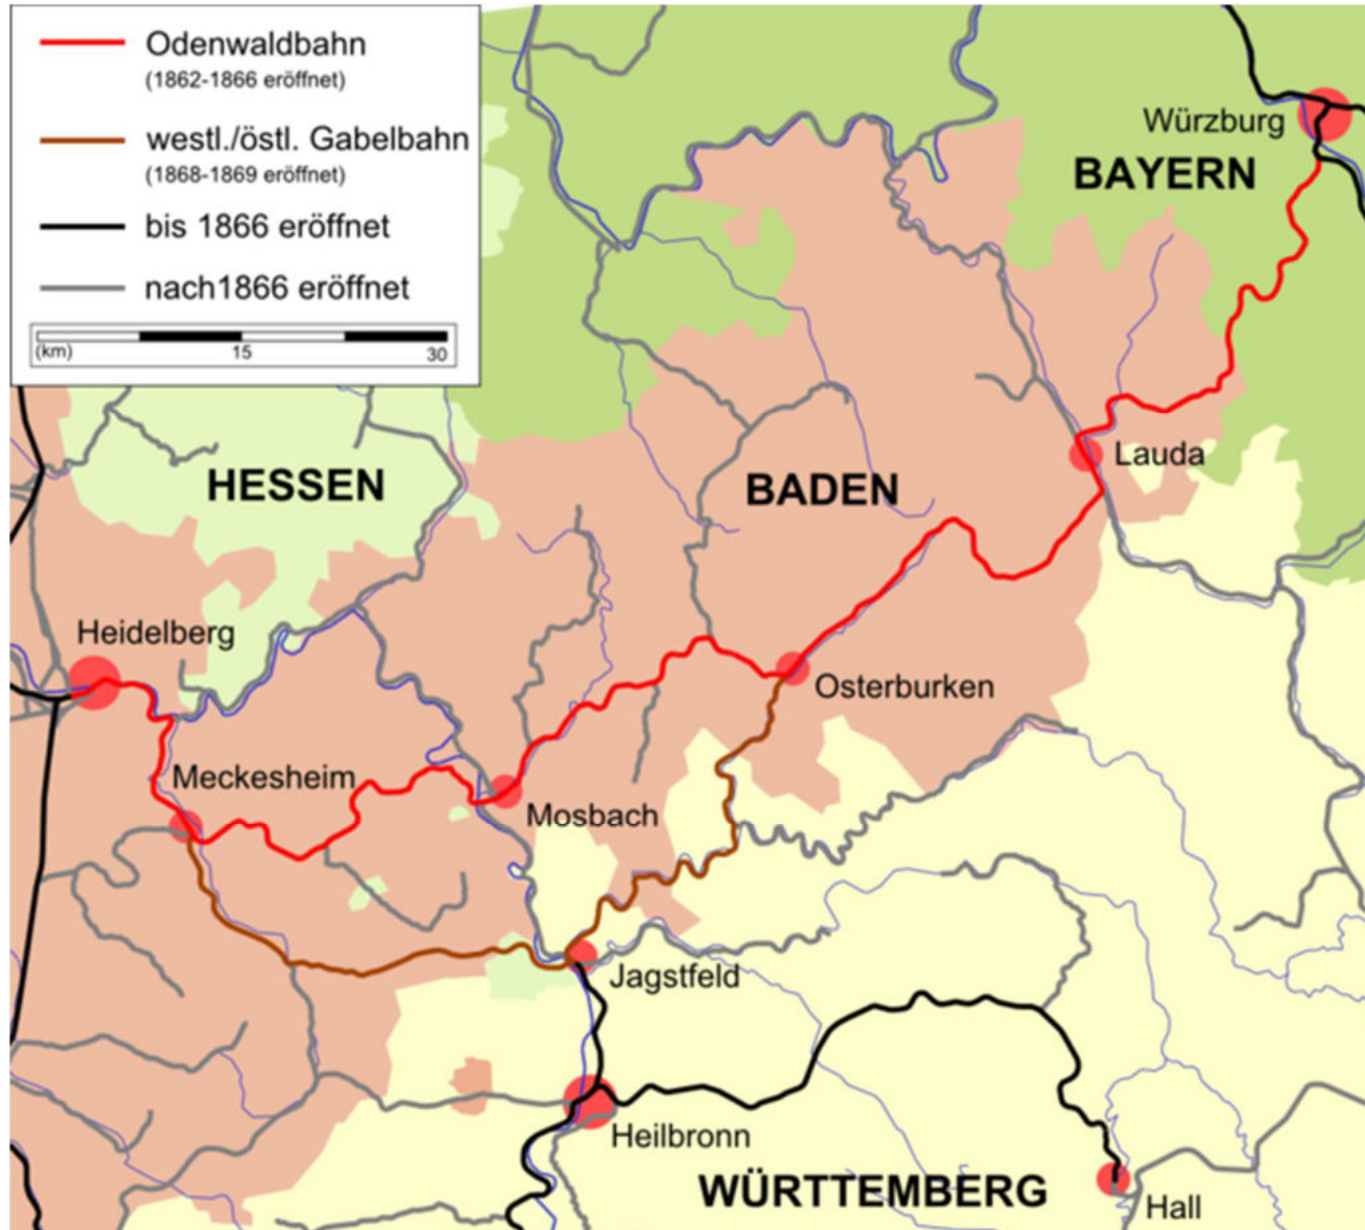 Odenwaldbahn
(1862-1866 eröffnet)
westl./östl. Gabelbahn
(1868-1869 eröffnet)
bis 1866 eröffnet
nach1866 eröffnet
(km) 15 30
Würzburg
BAYERN
Lauda
HESSEN
BADEN
Heidelberg
Osterburken
Meckesheim
Mosbach
Jagstfeld
Heilbronn
WÜRTTEMBERG
Hall